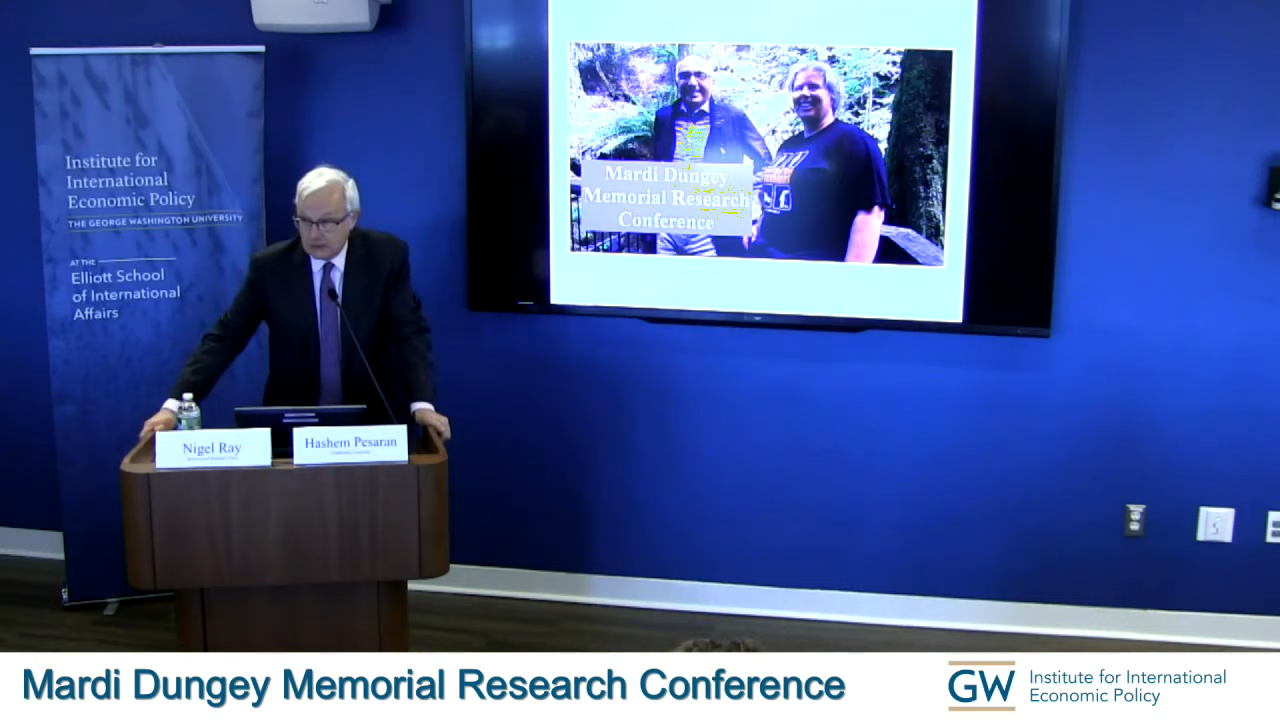 Institute for
International
Economic Policy
THE GEORGE WASHINGTON UNIVERSITY
AT THE
Elliott School
of International
Affairs
Mardi Dungey
Memorial Research
Conference
Nigel Ray
Hashem Pesaran
Mardi Dungey Memorial Research Conference
GW
Institute for International
Economic Policy